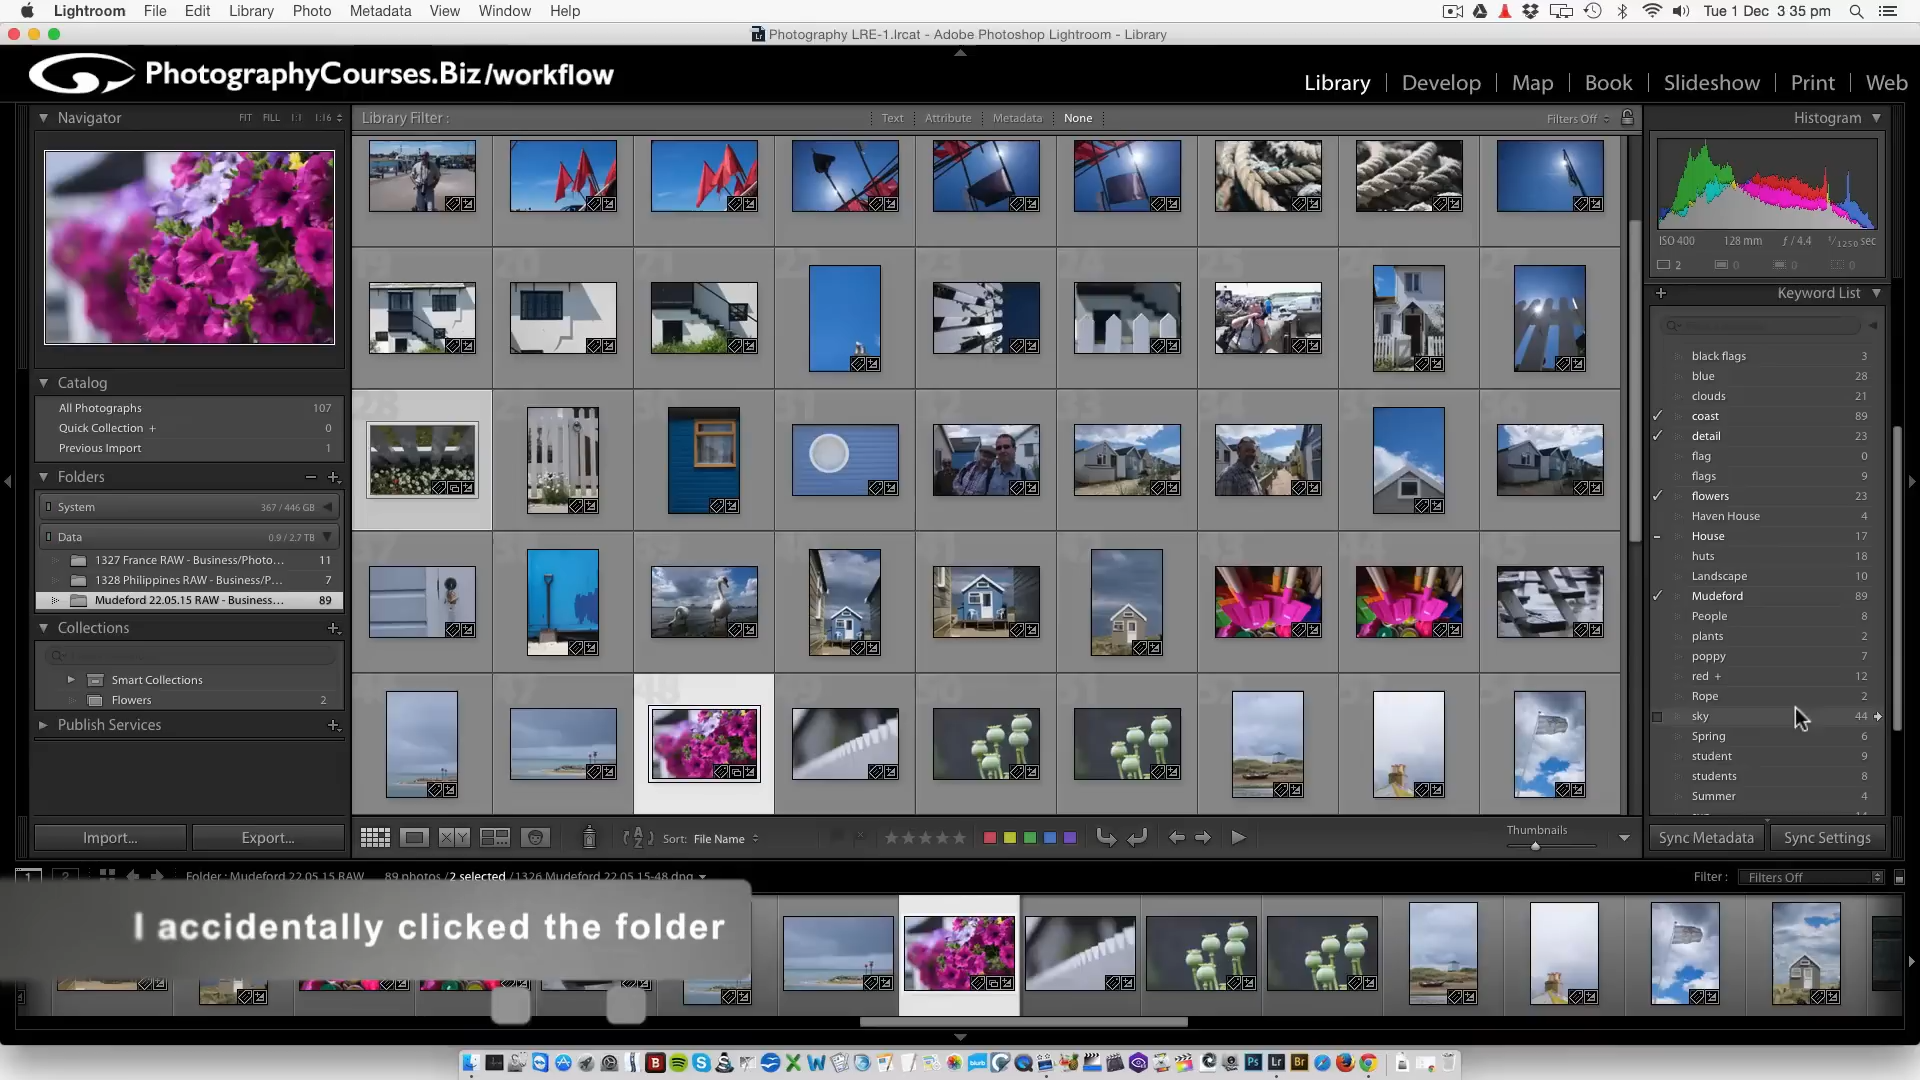 Lightroom File Edit Library Photo Metadata View Window Help Tue 1 Dec 3 35 pm
Photography LRE-1.lrcat - Adobe Photoshop Lightroom - Library
PhotographyCourses.Biz/workflow
Library | Develop | Map | Book | Slideshow | Print | Web
Navigator FIT FILL 1:1 1:16
Library Filter : Text Attribute Metadata None Filters Off
Histogram
ISO 400 128 mm f / 4.4 1/1250 sec
2 0 0 0
Catalog
All Photographs 107
Quick Collection + 0
Previous Import 1
Folders
System 367 / 446 GB
Data 0.9 / 2.7 TB
1327 France RAW - Business/Photo... 11
1328 Philippines RAW - Business/P... 7
Mudeford 22.05.15 RAW - Business... 89
Collections
Smart Collections
Flowers 2
Publish Services
Import... Export...
Keyword List
black flags 3
blue 28
clouds 21
coast 89
detail 23
flag 0
flags 9
flowers 23
Haven House 4
House 17
huts 18
Landscape 10
Mudeford 89
People 8
plants 2
poppy 7
red + 12
Rope 2
sky 44
Spring 6
student 9
students 8
Summer 4
Sort: File Name Thumbnails
Sync Metadata Sync Settings
1 2 Folder : Mudeford 22.05.15 RAW 89 photos / 2 selected / 1326 Mudeford 22.05.15-48.dng Filter : Filters Off
I accidentally clicked the folder